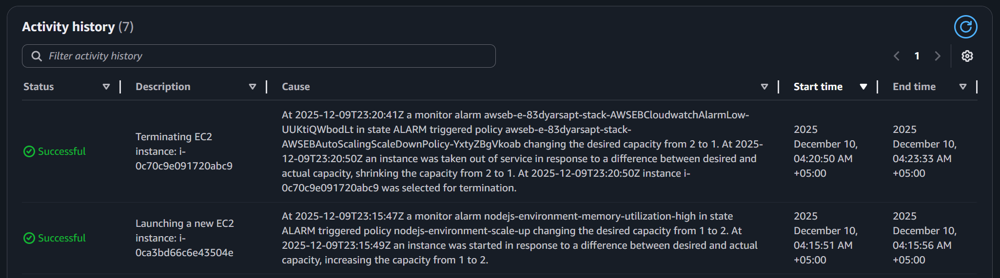 Activity history (7)
Filter activity history
1
Status
Description
Cause
Start time
End time
Successful
Terminating EC2
instance: i-
0c70c9e091720abc9
At 2025-12-09T23:20:41Z a monitor alarm awseb-e-83dyarsapt-stack-AWSEBCloudwatchAlarmLow-
UUKtiQWbodLt in state ALARM triggered policy awseb-e-83dyarsapt-stack-
AWSEBAutoScalingScaleDownPolicy-YxtyZBgVkoab changing the desired capacity from 2 to 1. At 2025-
12-09T23:20:50Z an instance was taken out of service in response to a difference between desired and
actual capacity, shrinking the capacity from 2 to 1. At 2025-12-09T23:20:50Z instance i-
0c70c9e091720abc9 was selected for termination.
2025
December 10,
04:20:50 AM
+05:00
2025
December 10,
04:23:33 AM
+05:00
Successful
Launching a new EC2
instance: i-
0ca3bd66c6e43504e
At 2025-12-09T23:15:47Z a monitor alarm nodejs-environment-memory-utilization-high in state
ALARM triggered policy nodejs-environment-scale-up changing the desired capacity from 1 to 2. At
2025-12-09T23:15:49Z an instance was started in response to a difference between desired and actual
capacity, increasing the capacity from 1 to 2.
2025
December 10,
04:15:51 AM
+05:00
2025
December 10,
04:15:56 AM
+05:00